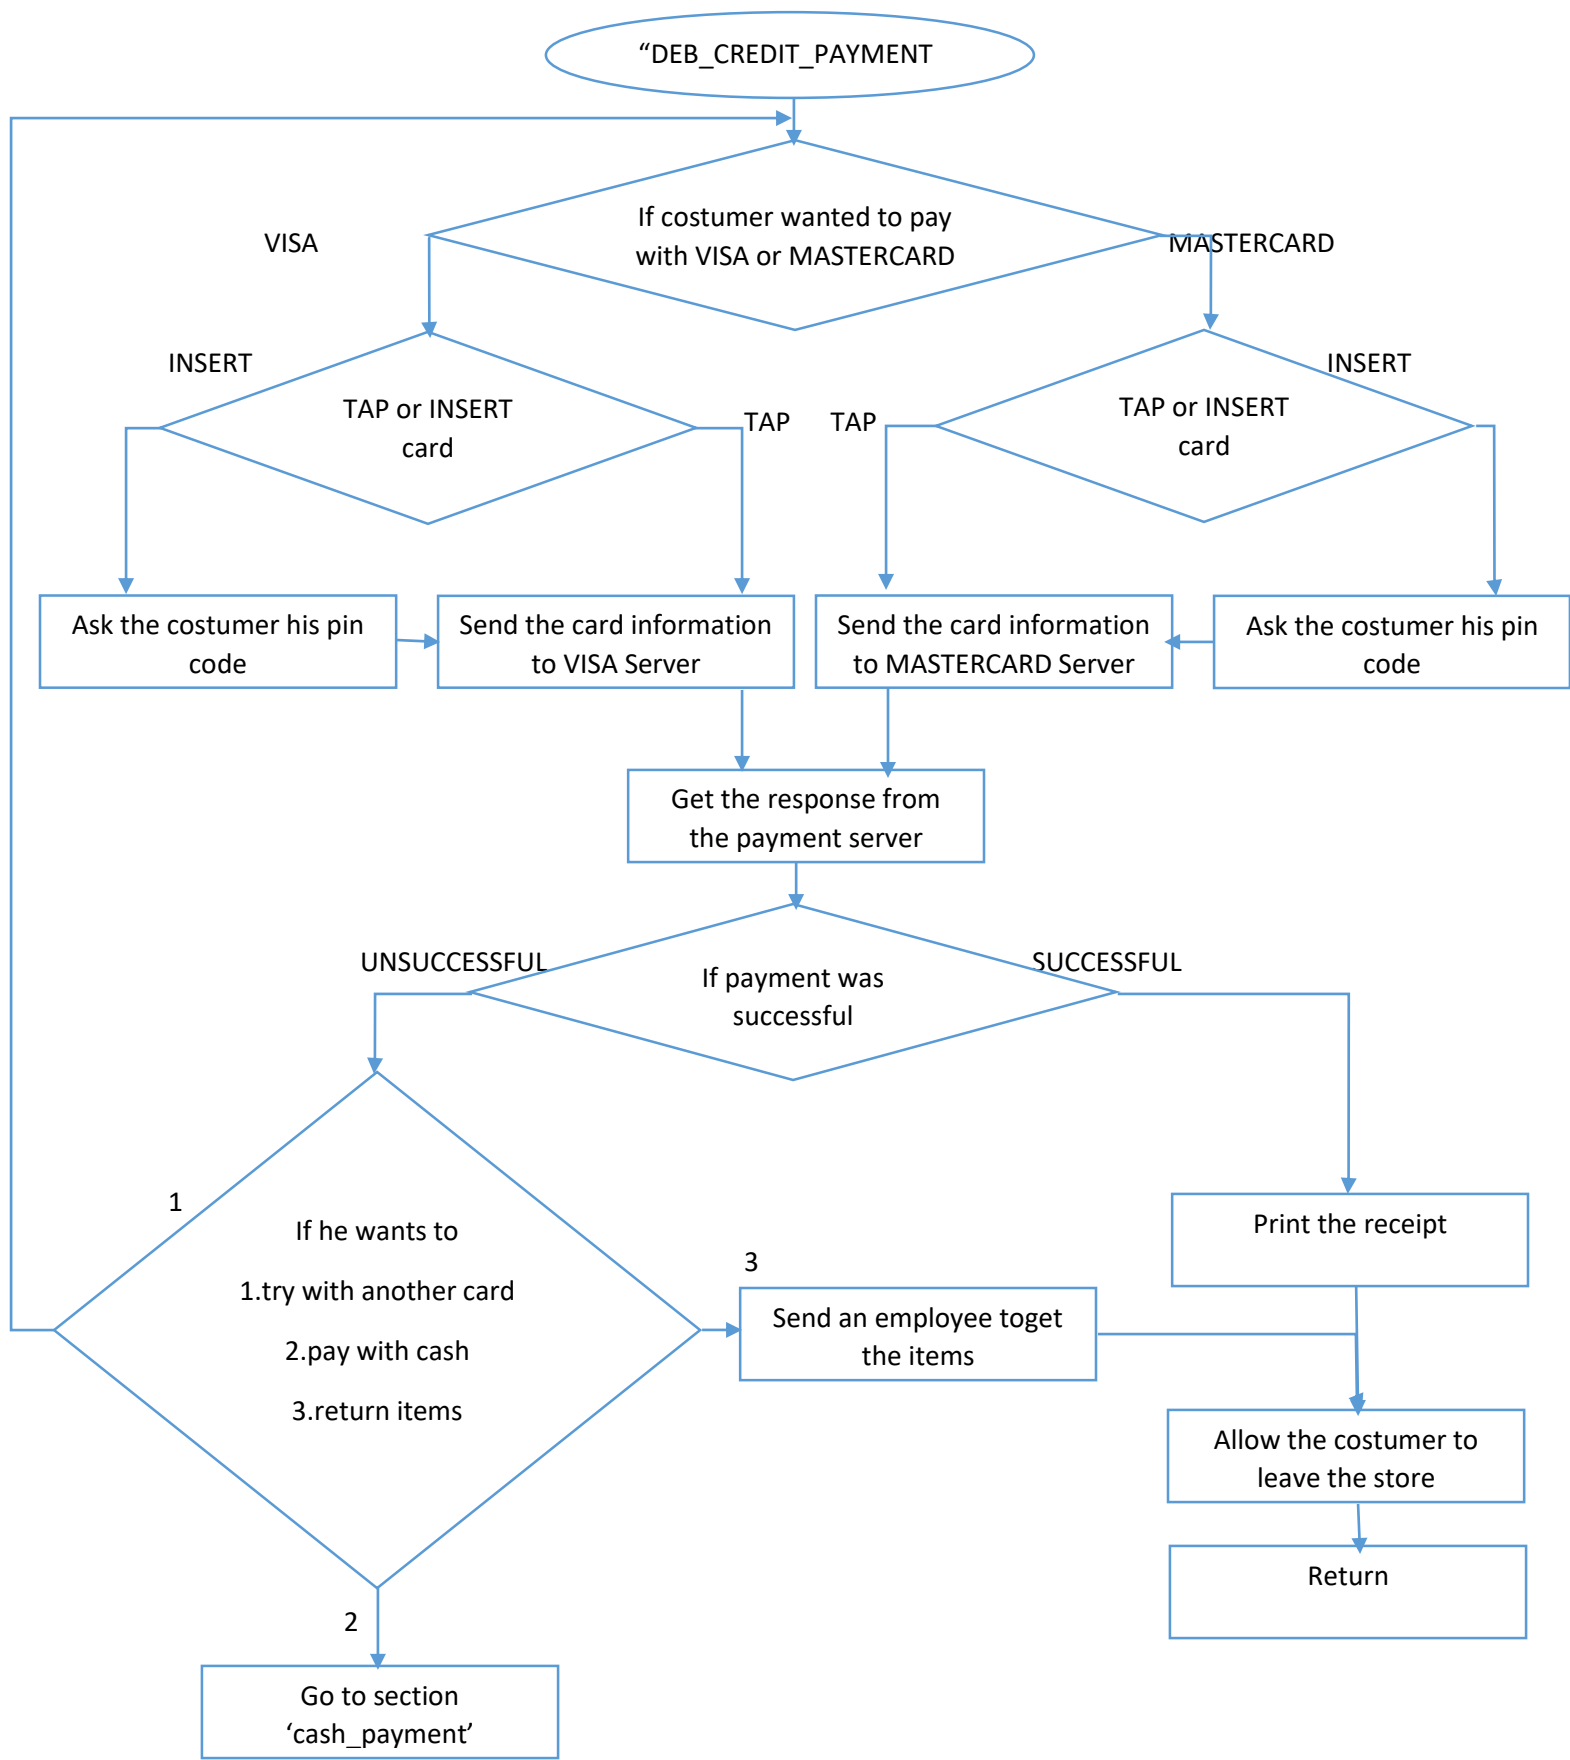 “DEB_CREDIT_PAYMENT
If costumer wanted to pay
with VISA or MASTERCARD
VISA
MASTERCARD
INSERT
TAP or INSERT
card
TAP
TAP
TAP or INSERT
card
INSERT
Ask the costumer his pin
code
Send the card information
to VISA Server
Send the card information
to MASTERCARD Server
Ask the costumer his pin
code
Get the response from
the payment server
UNSUCCESSFUL
If payment was
successful
SUCCESSFUL
1
If he wants to
1.try with another card
2.pay with cash
3.return items
3
Send an employee toget
the items
Print the receipt
Allow the costumer to
leave the store
Return
2
Go to section
‘cash_payment’